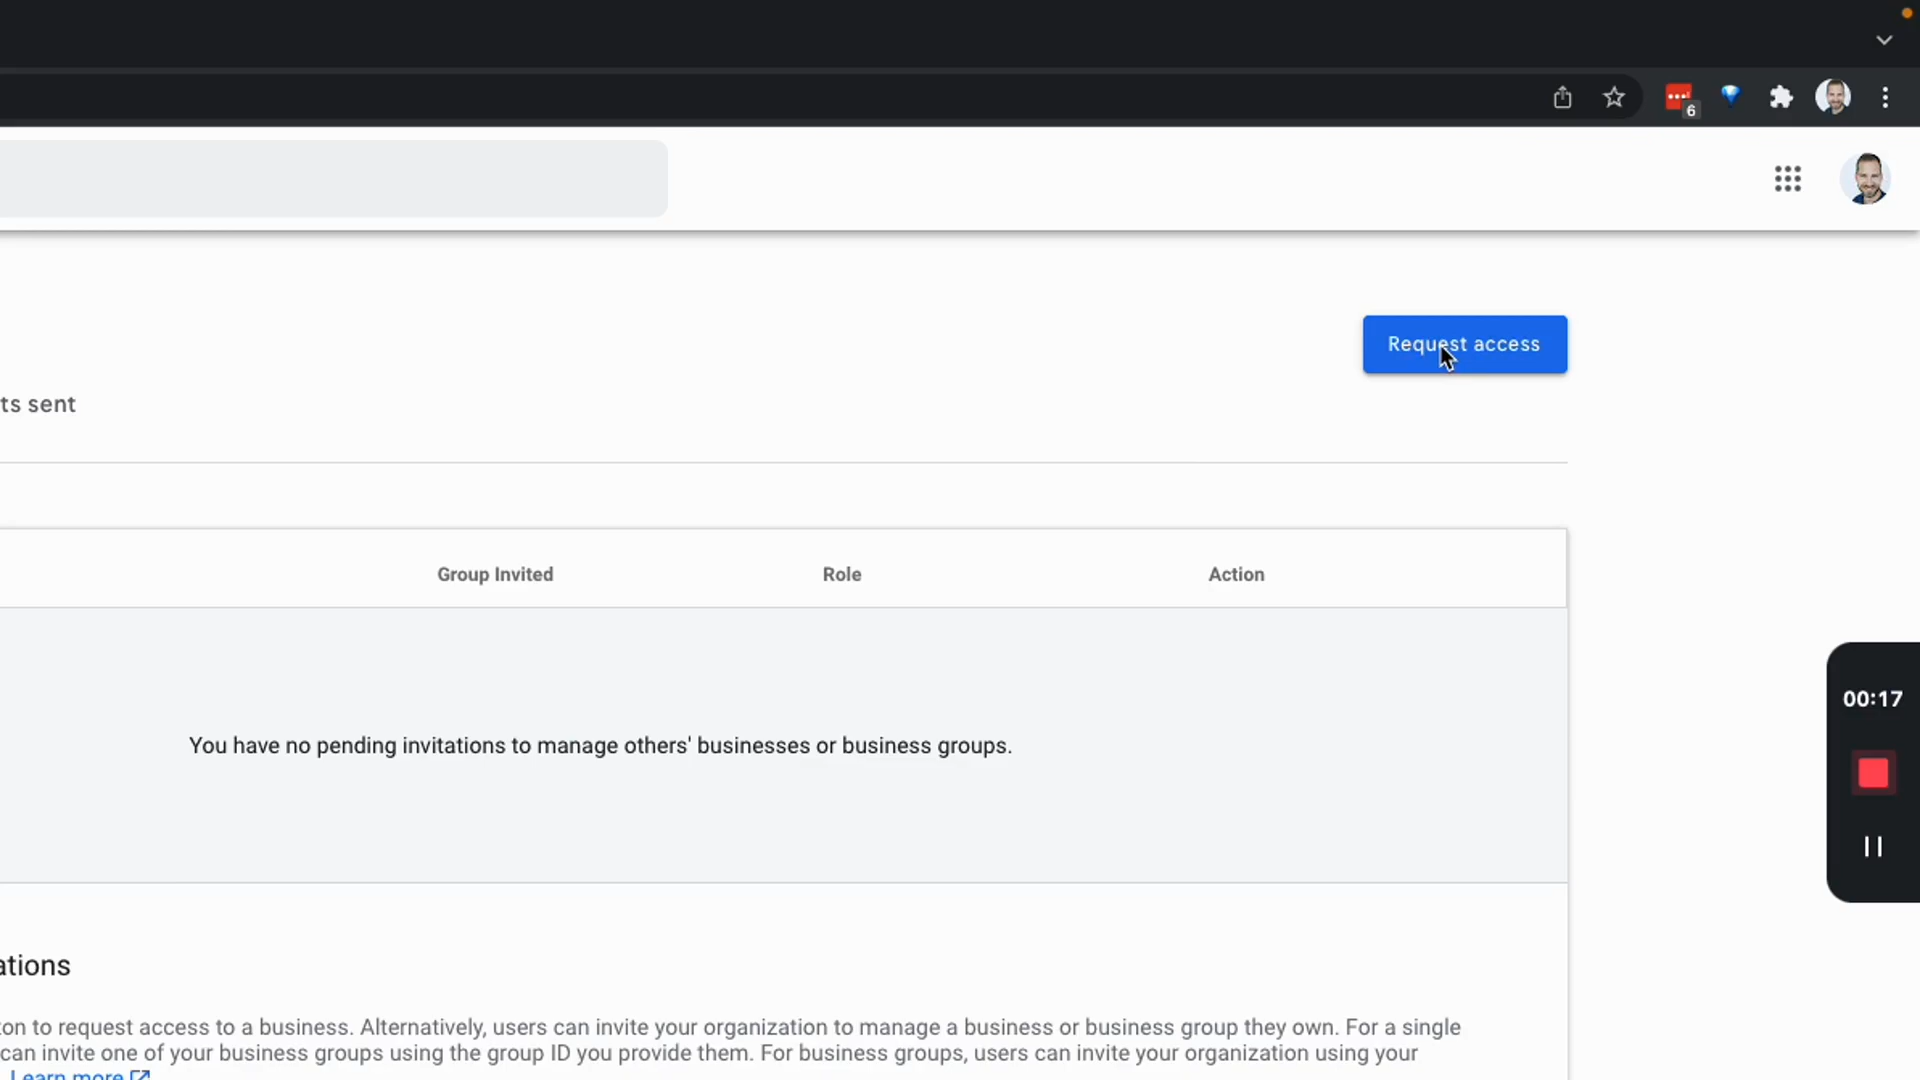 6
Request access
ts sent
Group Invited Role Action
00:17
You have no pending invitations to manage others' businesses or business groups.
ations
on to request access to a business. Alternatively, users can invite your organization to manage a business or business group they own. For a single
can invite one of your business groups using the group ID you provide them. For business groups, users can invite your organization using your
Learn more